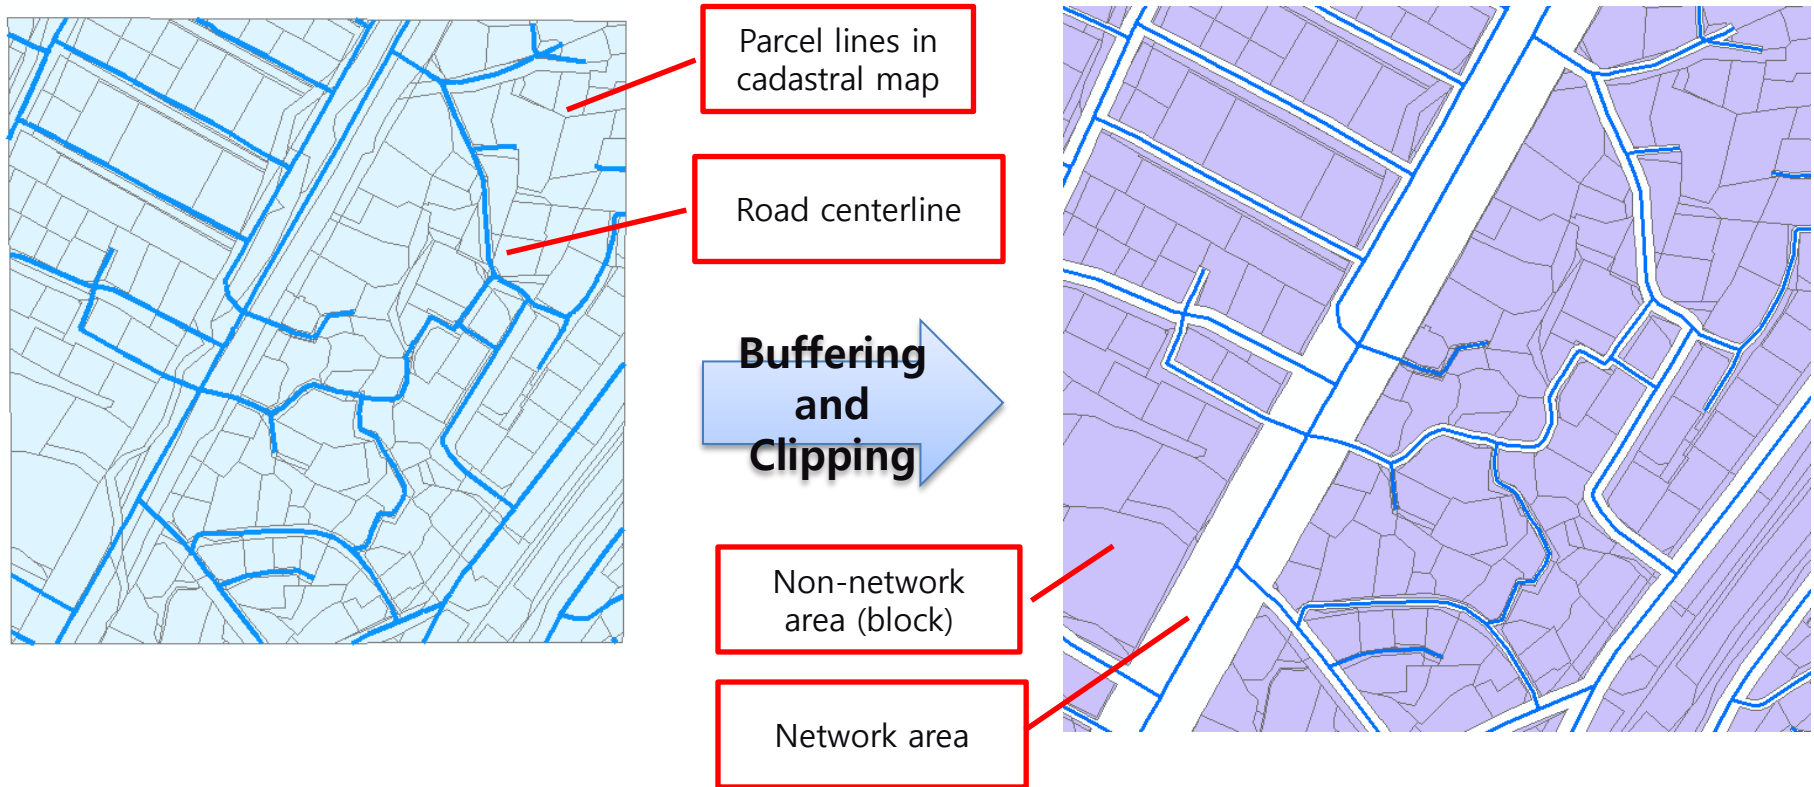 Parcel lines in
cadastral map
Road centerline
Buffering
and
Clipping
Non-network
area (block)
Network area